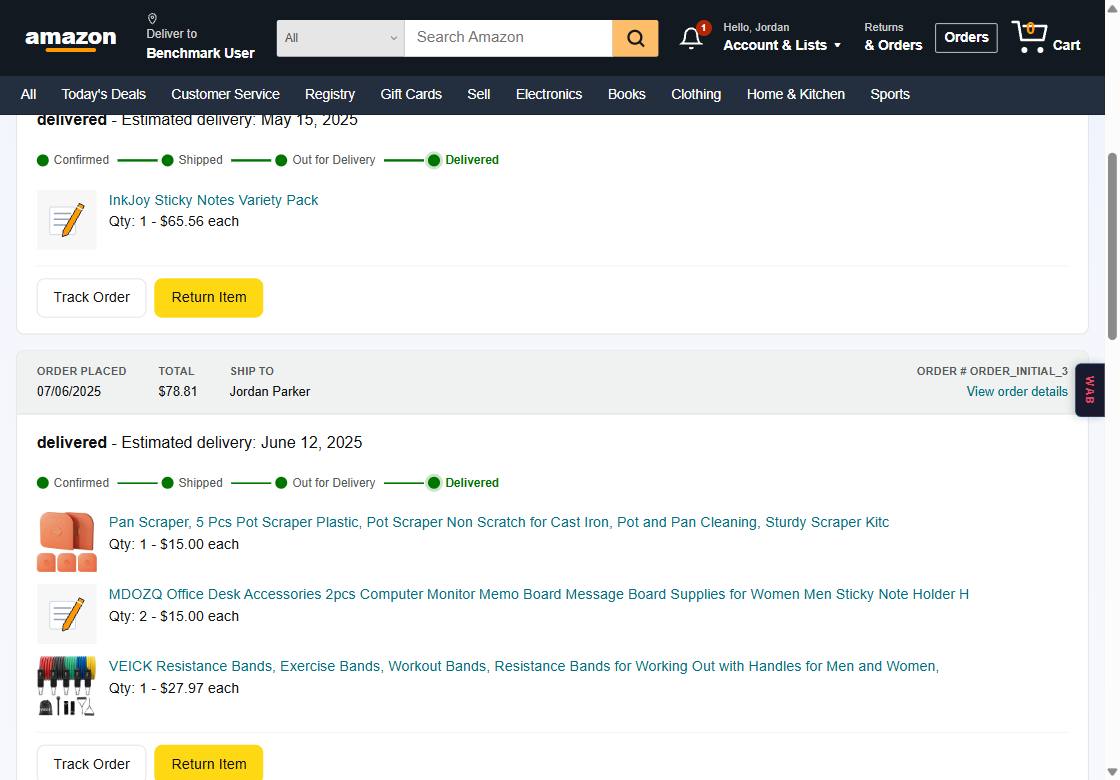 amazon
Deliver to
Benchmark User
All
Search Amazon
1
Hello, Jordan
Account & Lists
Returns
& Orders
Orders
0
Cart
All
Today's Deals
Customer Service
Registry
Gift Cards
Sell
Electronics
Books
Clothing
Home & Kitchen
Sports
delivered - Estimated delivery: May 15, 2025
Confirmed
Shipped
Out for Delivery
Delivered
InkJoy Sticky Notes Variety Pack
Qty: 1 - $65.56 each
Track Order
Return Item
ORDER PLACED
07/06/2025
TOTAL
$78.81
SHIP TO
Jordan Parker
ORDER # ORDER_INITIAL_3
View order details
WAB
delivered - Estimated delivery: June 12, 2025
Confirmed
Shipped
Out for Delivery
Delivered
Pan Scraper, 5 Pcs Pot Scraper Plastic, Pot Scraper Non Scratch for Cast Iron, Pot and Pan Cleaning, Sturdy Scraper Kitc
Qty: 1 - $15.00 each
MDOZQ Office Desk Accessories 2pcs Computer Monitor Memo Board Message Board Supplies for Women Men Sticky Note Holder H
Qty: 2 - $15.00 each
VEICK Resistance Bands, Exercise Bands, Workout Bands, Resistance Bands for Working Out with Handles for Men and Women,
Qty: 1 - $27.97 each
Track Order
Return Item